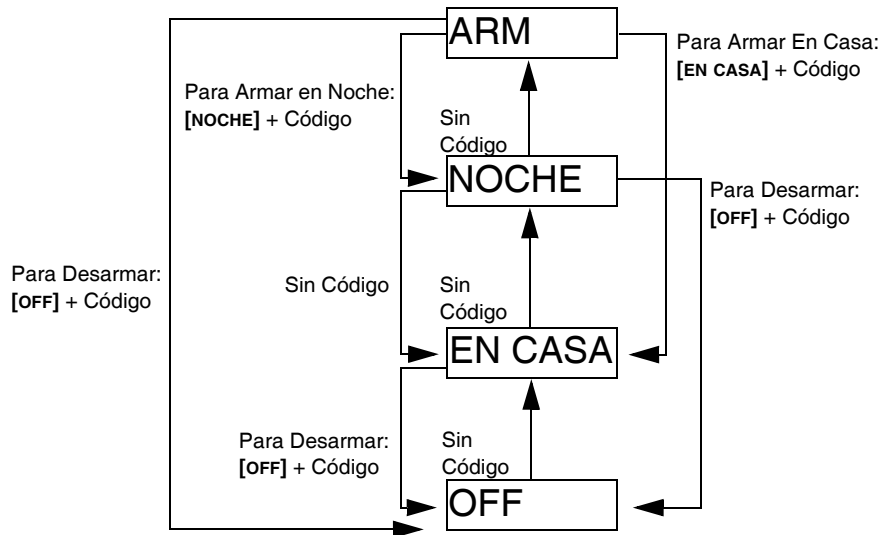 ARM
Para Armar En Casa:
[EN CASA] + Código
Para Armar en Noche:
[NOCHE] + Código
Sin
Código
NOCHE
Para Desarmar:
[OFF] + Código
Para Desarmar:
[OFF] + Código
Sin Código
Sin
Código
EN CASA
Para Desarmar:
[OFF] + Código
Sin
Código
OFF